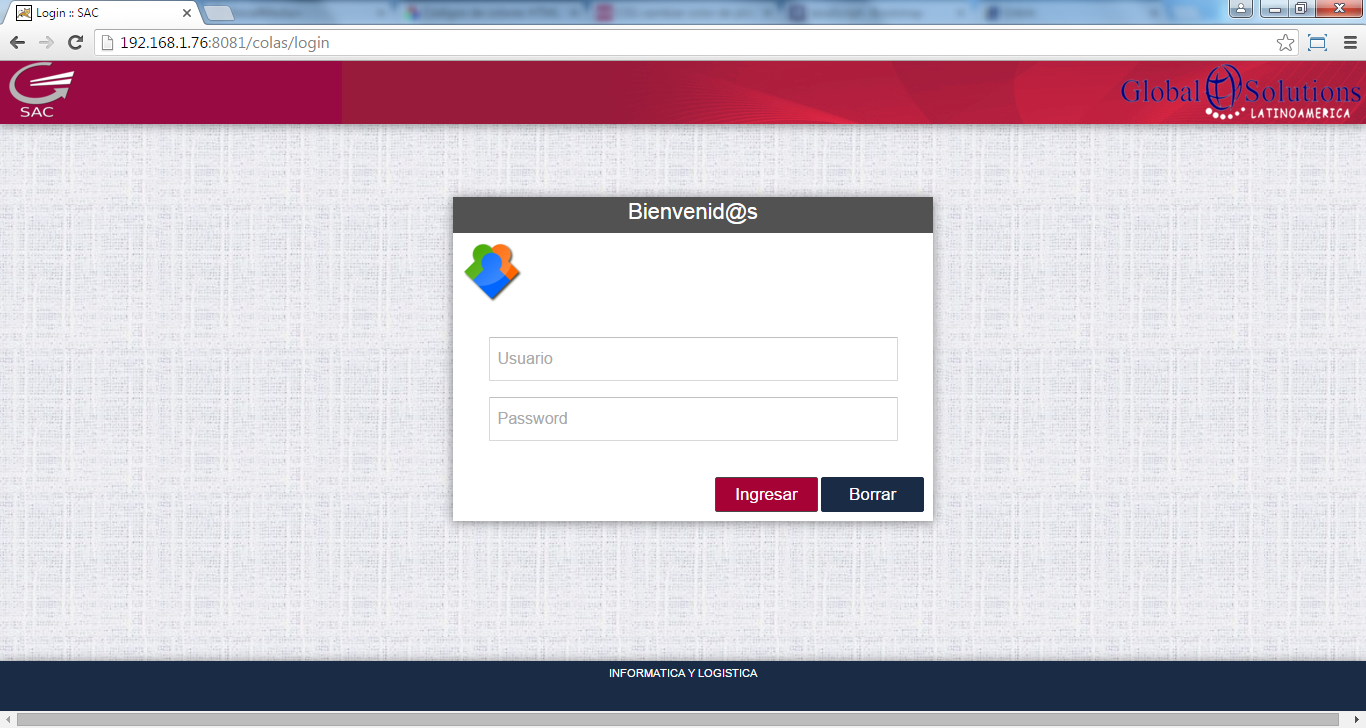 Login :: SAC
192.168.1.76:8081/colas/login
SAC
Global Solutions
LATINOAMERICA
Bienvenid@s
Usuario
Password
Ingresar Borrar
INFORMATICA Y LOGISTICA